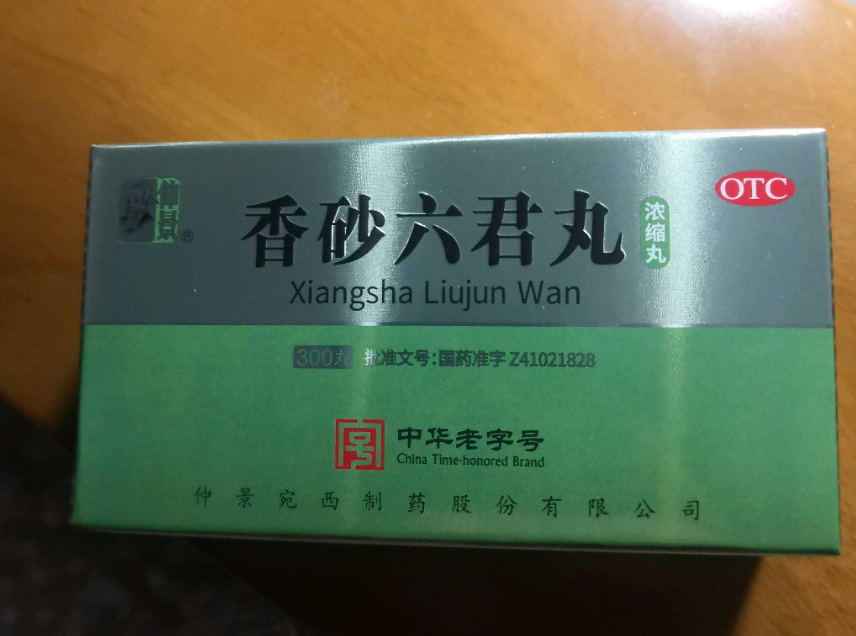 仲景®
OTC
香砂六君丸
浓缩丸
Xiangsha Liujun Wan
300丸 批准文号:国药准字 Z41021828
中华老字号
China Time-honored Brand
仲景宛西制药股份有限公司